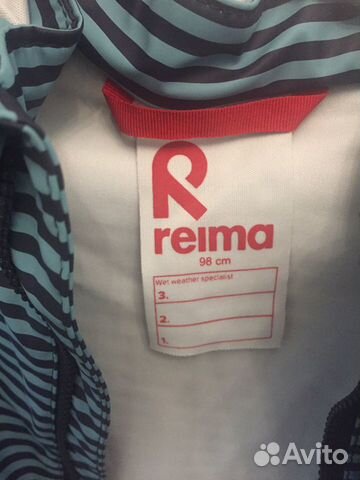 reima
98 cm
Wet weather specialist
3.
2.
1.
Avito